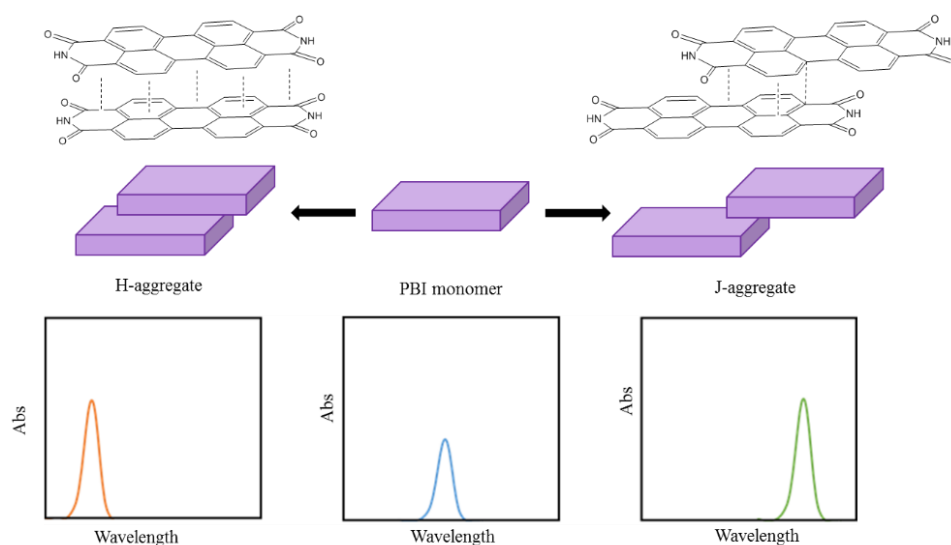 O
O
NH
HN
O
O
O
O
NH
HN
O
O
O
O
NH
HN
O
O
O
O
NH
HN
O
O
H-aggregate
PBI monomer
J-aggregate
Abs
Abs
Abs
Wavelength
Wavelength
Wavelength